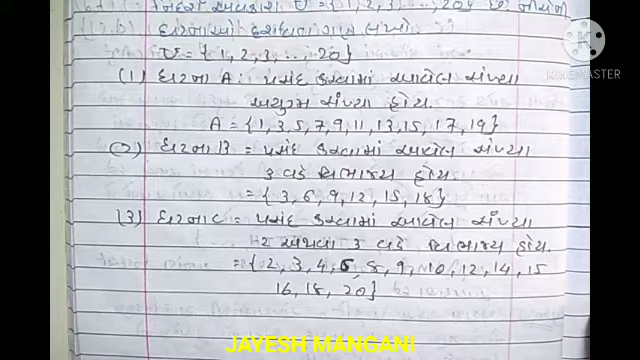 નિદર્શ અવકાશ U = {1, 2, 3, ..., 20}
ઘટનાઓ
U = {1, 2, 3, ..., 20}
(1) ઘટના A: પસંદ કરવામાં આવેલ સંખ્યા
અયુગ્મ સંખ્યા હોય.
A = {1, 3, 5, 7, 9, 11, 13, 15, 17, 19}
(2) ઘટના B = પસંદ કરવામાં આવેલ સંખ્યા
3 વડે વિભાજ્ય હોય.
= {3, 6, 9, 12, 15, 18}
(3) ઘટના C = પસંદ કરવામાં આવેલ સંખ્યા
2 અથવા 3 વડે વિભાજ્ય હોય.
= {2, 3, 4, 6, 8, 9, 10, 12, 14, 15
16, 18, 20}
KINEMASTER
JAYESH MANGANI